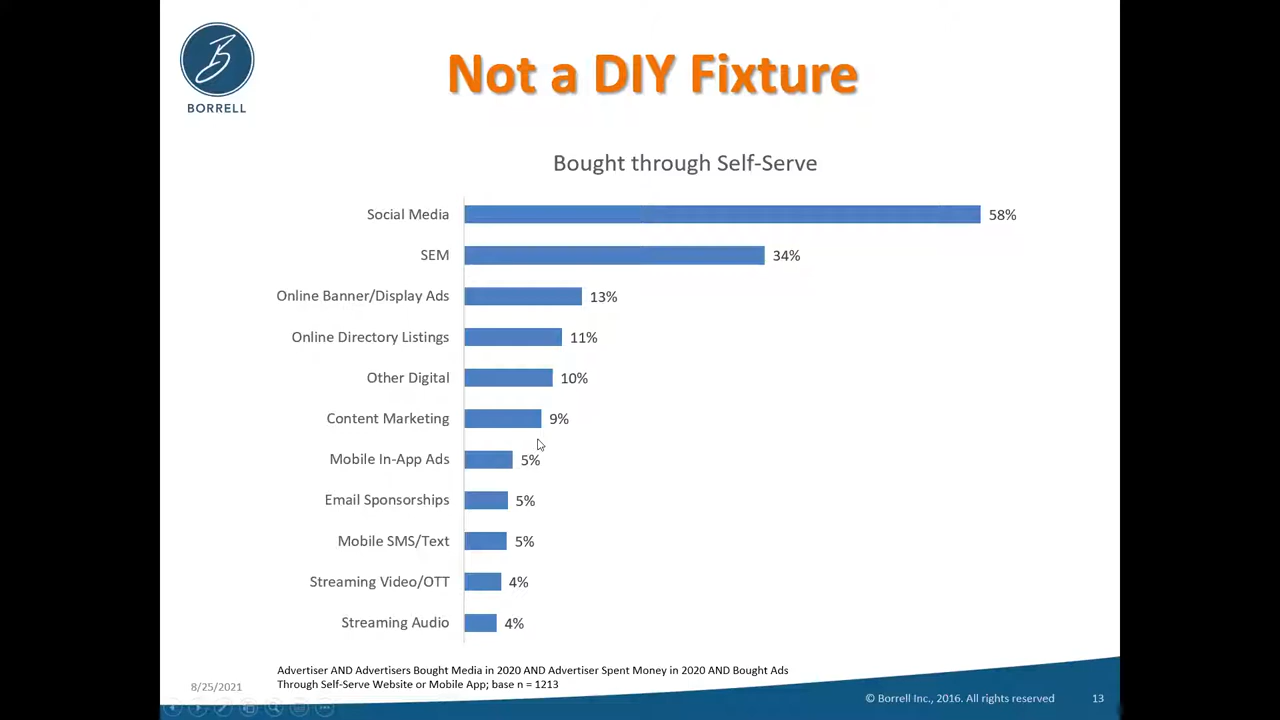 BORRELL
Not a DIY Fixture
Bought through Self-Serve
Social Media 58%
SEM 34%
Online Banner/Display Ads 13%
Online Directory Listings 11%
Other Digital 10%
Content Marketing 9%
Mobile In-App Ads 5%
Email Sponsorships 5%
Mobile SMS/Text 5%
Streaming Video/OTT 4%
Streaming Audio 4%
Advertiser AND Advertisers Bought Media in 2020 AND Advertiser Spent Money in 2020 AND Bought Ads
Through Self-Serve Website or Mobile App; base n = 1213
8/25/2021
© Borrell Inc., 2016. All rights reserved 13